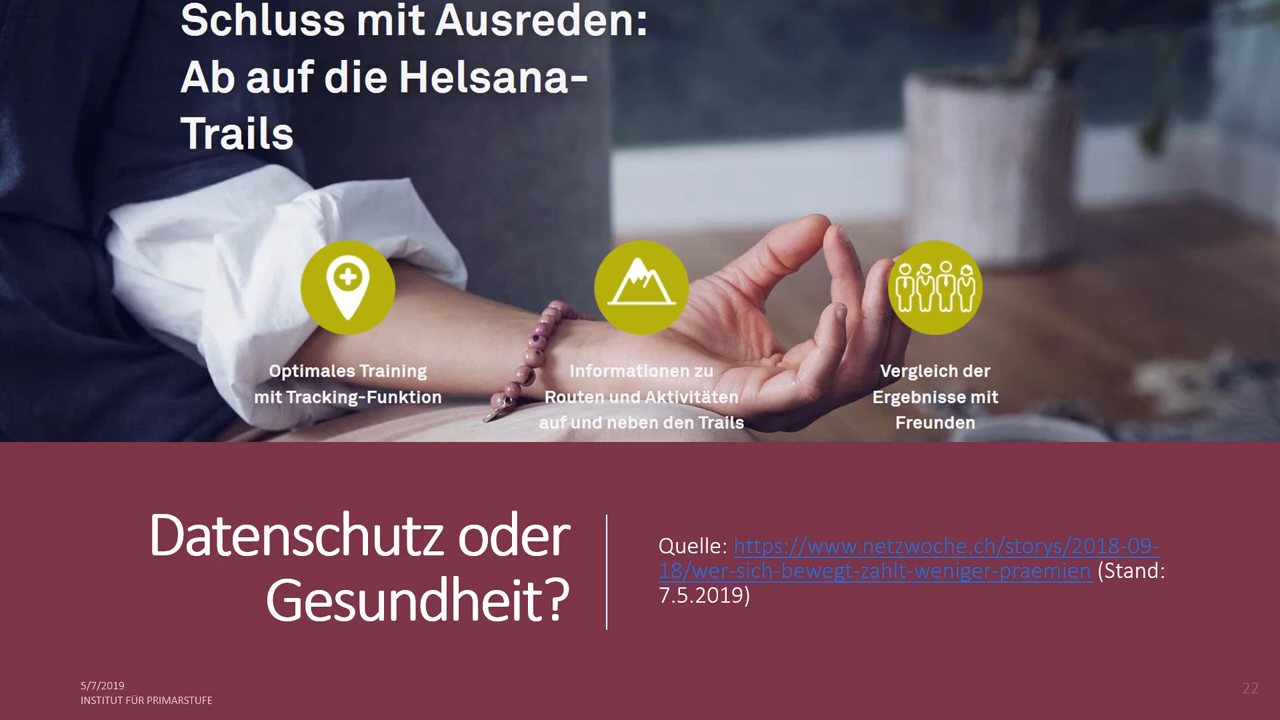 Schluss mit Ausreden:
Ab auf die Helsana-
Trails
Optimales Training
mit Tracking-Funktion
Informationen zu
Routen und Aktivitäten
auf und neben den Trails
Vergleich der
Ergebnisse mit
Freunden
Datenschutz oder
Gesundheit?
Quelle: https://www.netzwoche.ch/storys/2018-09-
18/wer-sich-bewegt-zahlt-weniger-praemien (Stand:
7.5.2019)
5/7/2019
INSTITUT FÜR PRIMARSTUFE
22